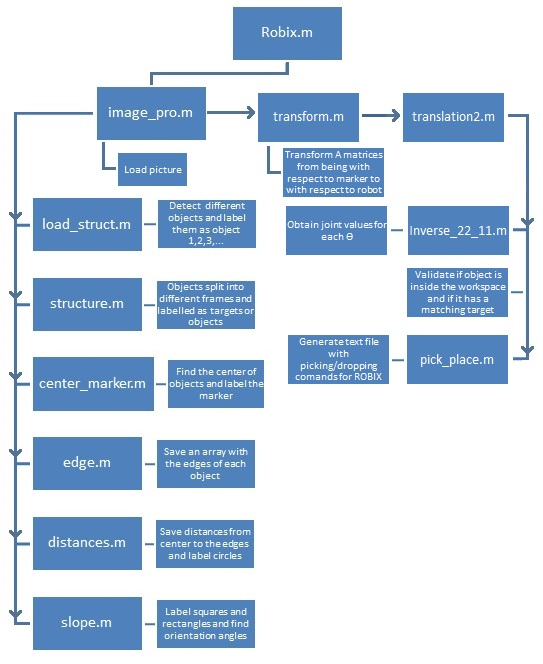 Robix.m
image_pro.m
transform.m
translation2.m
Load picture
Transform A matrices
from being with
respect to marker to
with respect to robot
load_struct.m
Detect different
objects and label
them as object
1,2,3,...
Obtain joint values for
each Θ
Inverse_22_11.m
structure.m
Objects split into
different frames and
labelled as targets or
objects
Validate if object is
inside the workspace
and if it has a
matching target
center_marker.m
Find the center of
objects and label the
marker
Generate text file
with
picking/dropping
comands for ROBIX
pick_place.m
edge.m
Save an array with
the edges of each
object
distances.m
Save distances from
center to the edges
and label circles
slope.m
Label squares and
rectangles and find
orientation angles